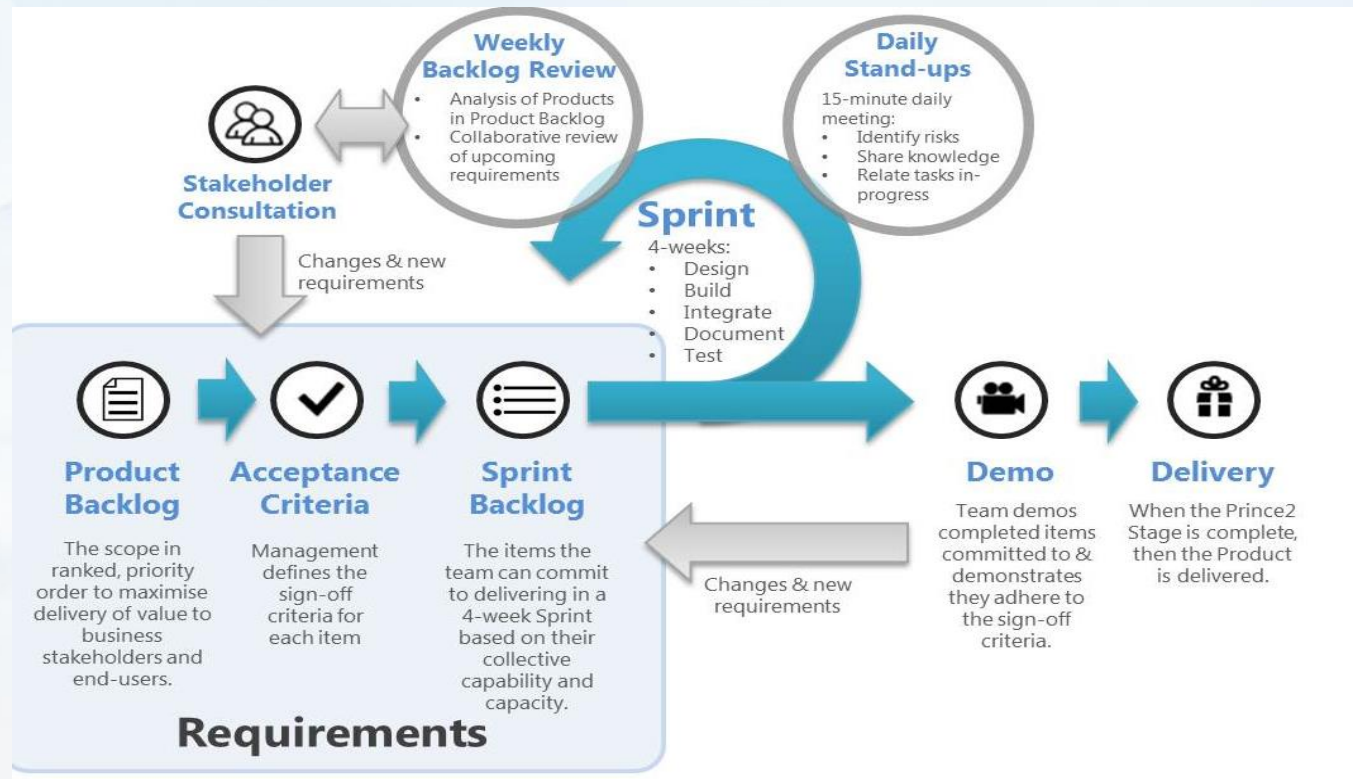 Weekly
Backlog Review
• Analysis of Products
in Product Backlog
• Collaborative review
of upcoming
requirements
Daily
Stand-ups
15-minute daily
meeting:
• Identify risks
• Share knowledge
• Relate tasks in-
progress
Stakeholder
Consultation
Changes & new
requirements
Sprint
4-weeks:
• Design
• Build
• Integrate
• Document
• Test
Product
Backlog
The scope in
ranked, priority
order to maximise
delivery of value to
business
stakeholders and
end-users.
Acceptance
Criteria
Management
defines the
sign-off
criteria for
each item
Sprint
Backlog
The items the
team can commit
to delivering in a
4-week Sprint
based on their
collective
capability and
capacity.
Requirements
Changes & new
requirements
Demo
Team demos
completed items
committed to &
demonstrates
they adhere to
the sign-off
criteria.
Delivery
When the Prince2
Stage is complete,
then the Product
is delivered.